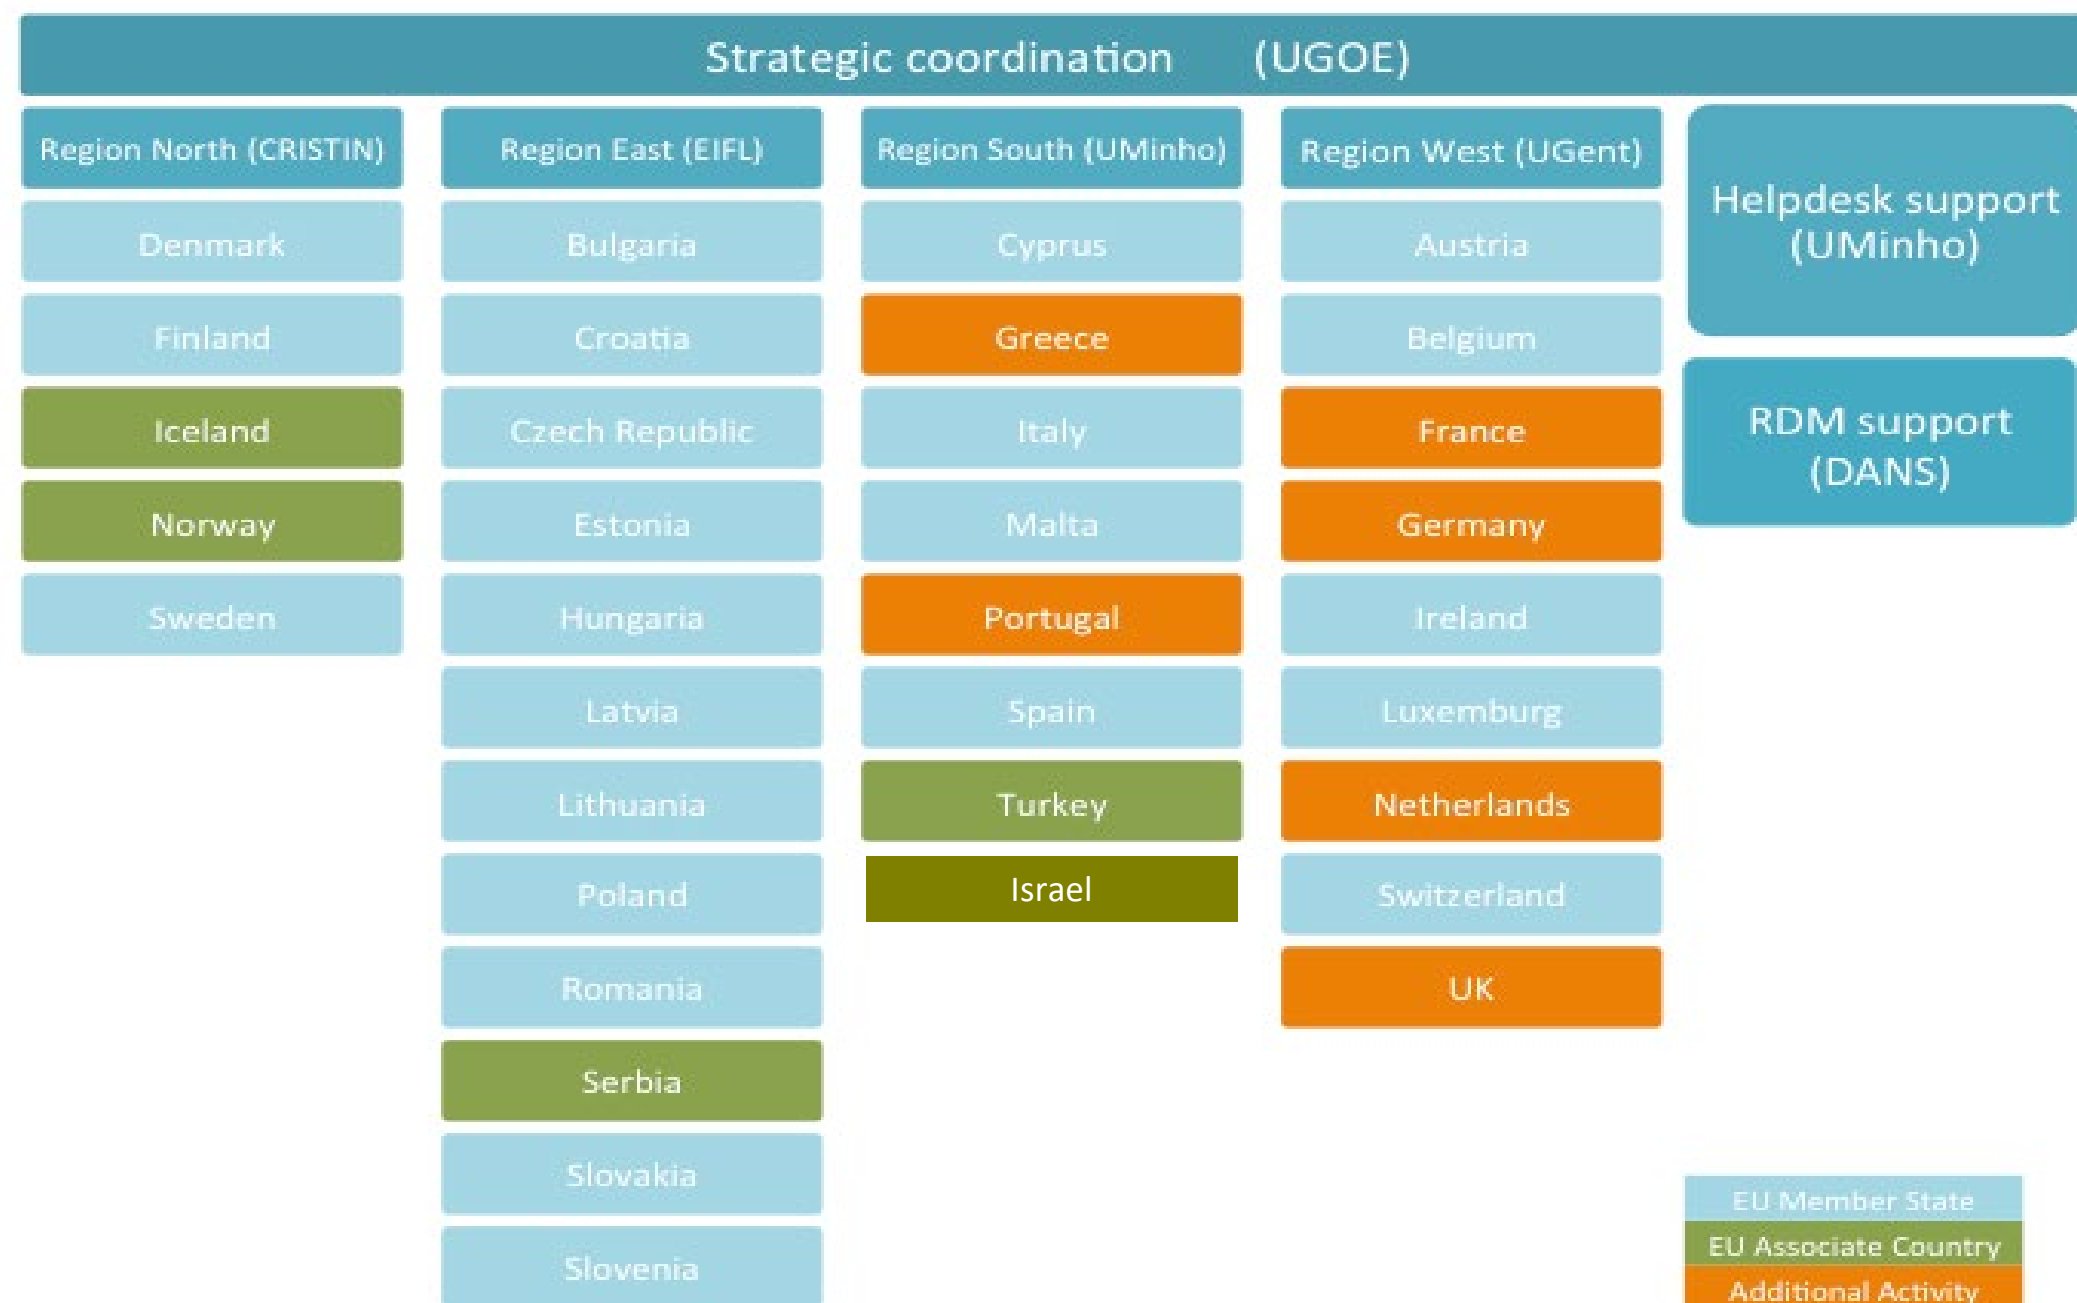 Strategic coordination (UGOE)
Region North (CRISTIN)
Denmark
Finland
Iceland
Norway
Sweden
Region East (EIFL)
Bulgaria
Croatia
Czech Republic
Estonia
Hungaria
Latvia
Lithuania
Poland
Romania
Serbia
Slovakia
Slovenia
Region South (UMinho)
Cyprus
Greece
Italy
Malta
Portugal
Spain
Turkey
Israel
Region West (UGent)
Austria
Belgium
France
Germany
Ireland
Luxemburg
Netherlands
Switzerland
UK
Helpdesk support
(UMinho)
RDM support
(DANS)
EU Member State
EU Associate Country
Additional Activity